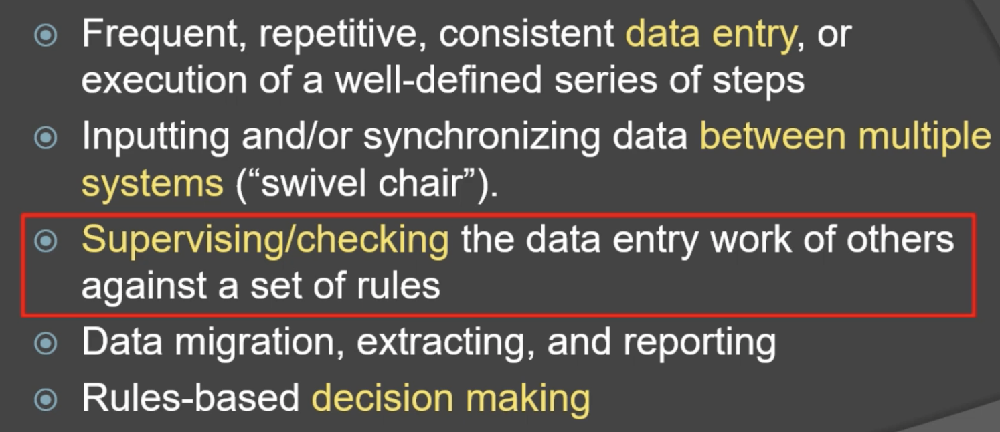 Frequent, repetitive, consistent data entry, or
execution of a well-defined series of steps
Inputting and/or synchronizing data between multiple
systems (“swivel chair”).
Supervising/checking the data entry work of others
against a set of rules
Data migration, extracting, and reporting
Rules-based decision making